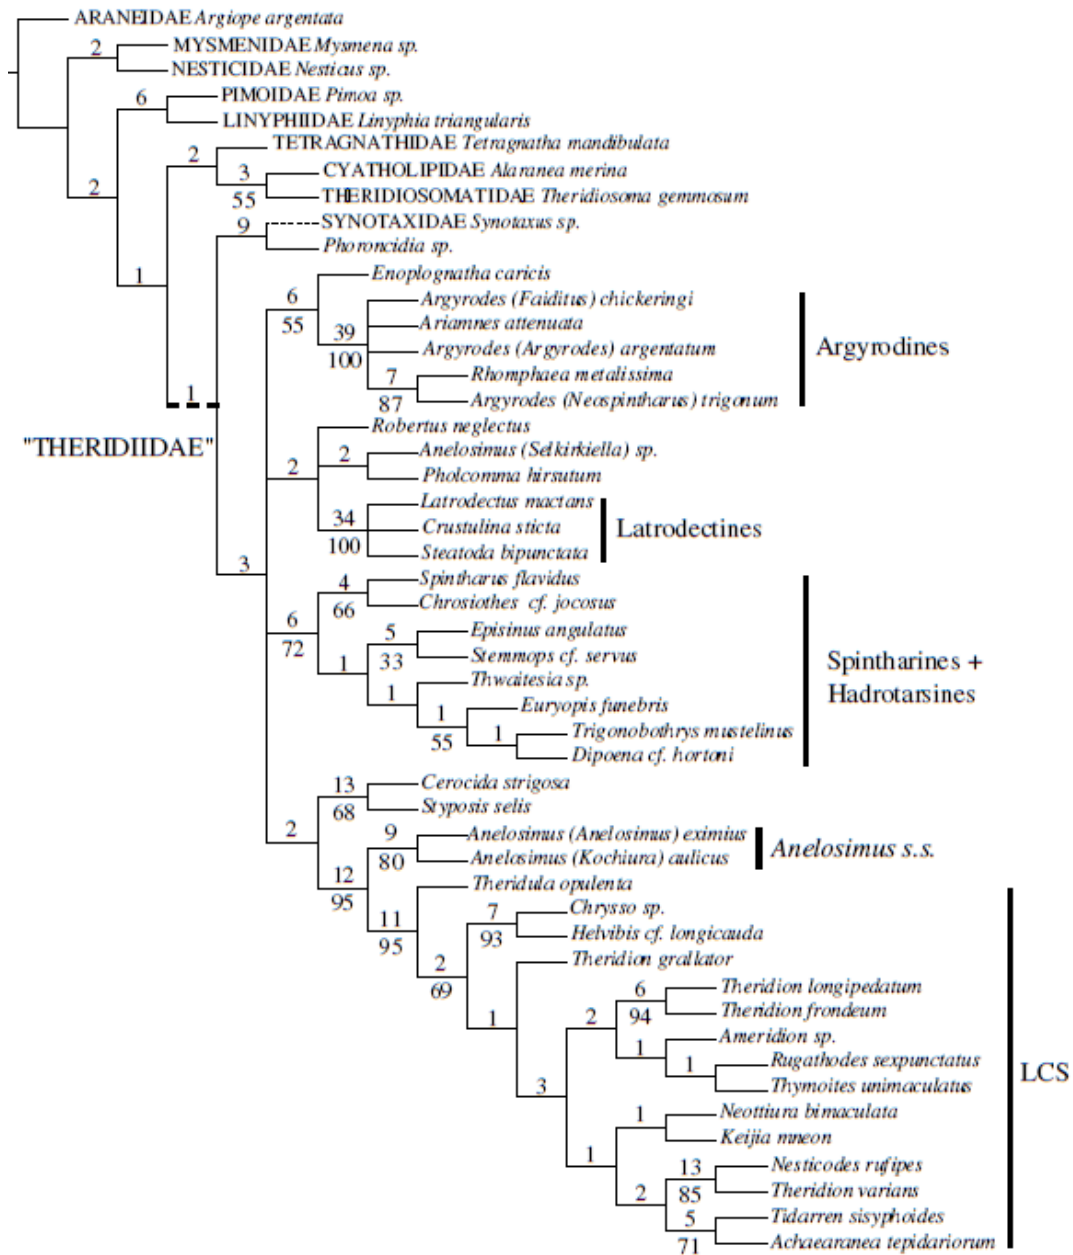 ARANEIDAE Argiope argentata
2
MYSMENIDAE Mysmena sp.
NESTICIDAE Nesticus sp.
6
PIMOIDAE Pimoa sp.
LINYPHIIDAE Linyphia triangularis
2
TETRAGNATHIDAE Tetragnatha mandibulata
2
3
CYATHOLIPIDAE Alaranea merina
55
THERIDIOSOMATIDAE Theridiosoma gemmosum
9
SYNOTAXIDAE Synotaxus sp.
Phoroncidia sp.
1
Enoplognatha caricis
6
55
Argyrodes (Faiditus) chickeringi
Ariamnes attenuata
39
100
Argyrodes (Argyrodes) argentatum
Argyrodines
7
87
Rhomphaea metalissima
Argyrodes (Neospintharus) trigonum
1
"THERIDIIDAE"
Robertus neglectus
2
2
Anelosimus (Selkirkiella) sp.
Pholcomma hirsutum
Latrodectus mactans
34
100
Crustulina sticta
Steatoda bipunctata
Latrodectines
3
4
66
Spintharus flavidus
Chrosiothes cf. jocosus
6
72
5
33
Episinus angulatus
Stemmops cf. servus
1
1
Thwaitesia sp.
1
55
Euryopis funebris
1
Trigonobothrys mustelinus
Dipoena cf. hortoni
Spintharines +
Hadrotarsines
13
68
Cerocida strigosa
Styposis selis
2
9
80
Anelosimus (Anelosimus) eximius
Anelosimus (Kochiura) aulicus
Anelosimus s.s.
12
95
Theridula opulenta
11
95
7
93
Chrysso sp.
Helvibis cf. longicauda
2
69
Theridion grallator
1
6
94
Theridion longipedatum
Theridion frondeum
2
1
Ameridion sp.
1
Rugathodes sexpunctatus
Thymoites unimaculatus
LCS
3
1
Neottiura bimaculata
Keijia mneon
1
13
85
Nesticodes rufipes
Theridion varians
2
5
71
Tidarren sisyphoides
Achaearanea tepidariorum